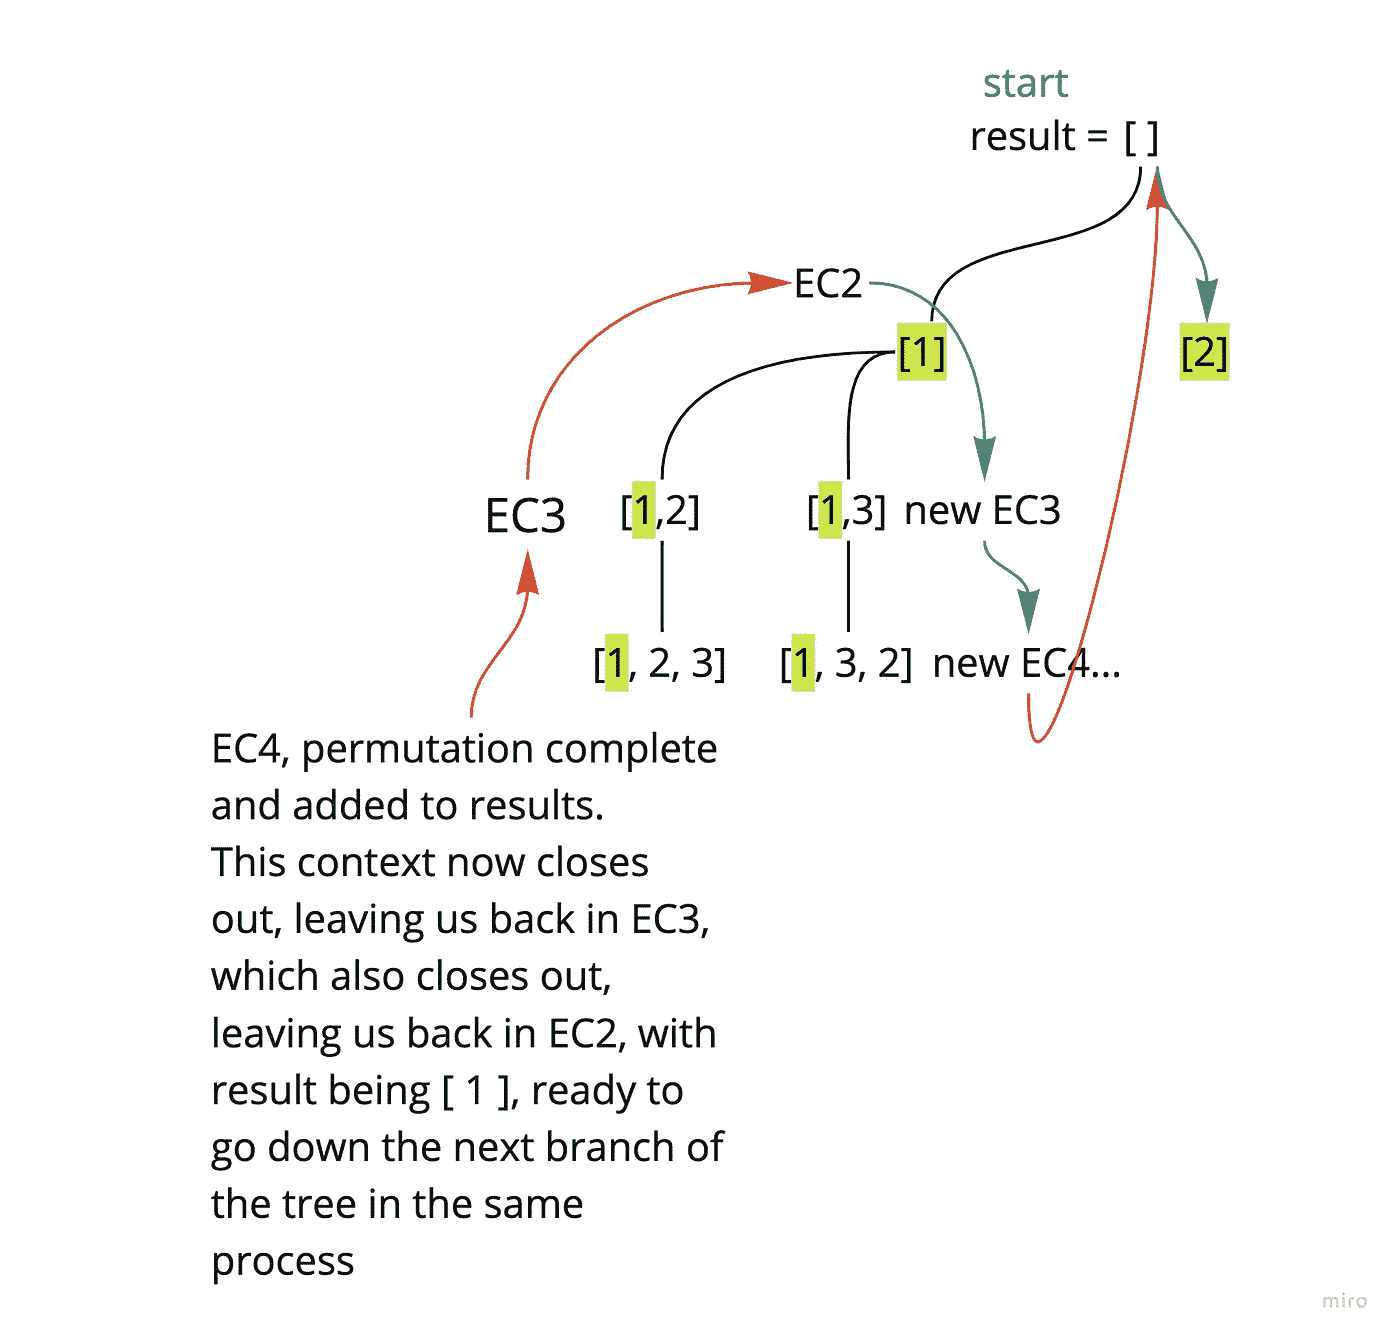 start
result = [ ]
EC2
[1]
[2]
EC3
[1,2]
[1,3]
new EC3
[1, 2, 3]
[1, 3, 2]
new EC4...
EC4, permutation complete
and added to results.
This context now closes
out, leaving us back in EC3,
which also closes out,
leaving us back in EC2, with
result being [ 1 ], ready to
go down the next branch of
the tree in the same
process
miro